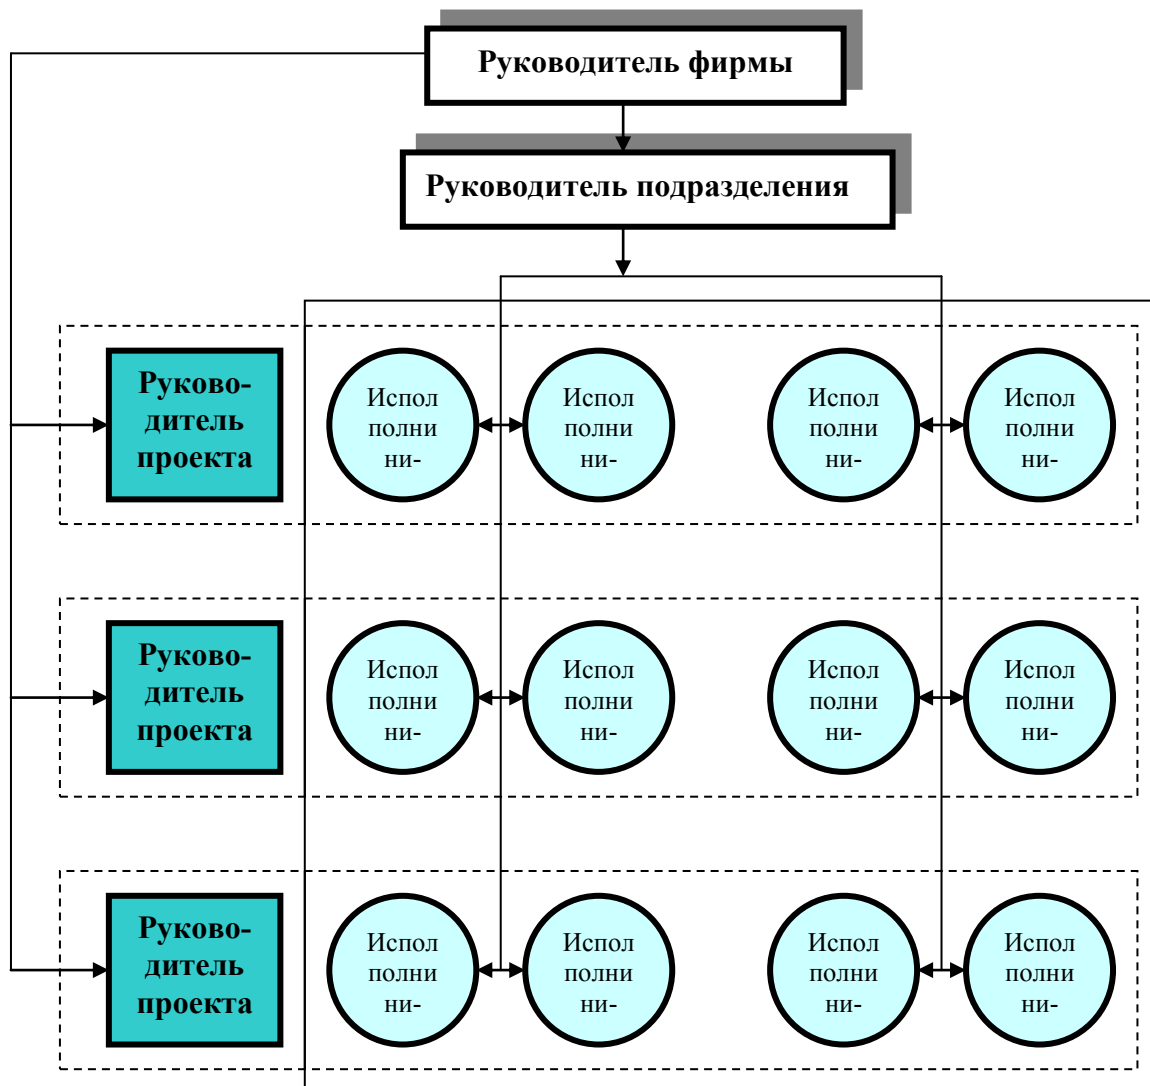 Руководитель фирмы
Руководитель подразделения
Руково-
дитель
проекта
Испол
полни
ни-
Испол
полни
ни-
Испол
полни
ни-
Испол
полни
ни-
Руково-
дитель
проекта
Испол
полни
ни-
Испол
полни
ни-
Испол
полни
ни-
Испол
полни
ни-
Руково-
дитель
проекта
Испол
полни
ни-
Испол
полни
ни-
Испол
полни
ни-
Испол
полни
ни-